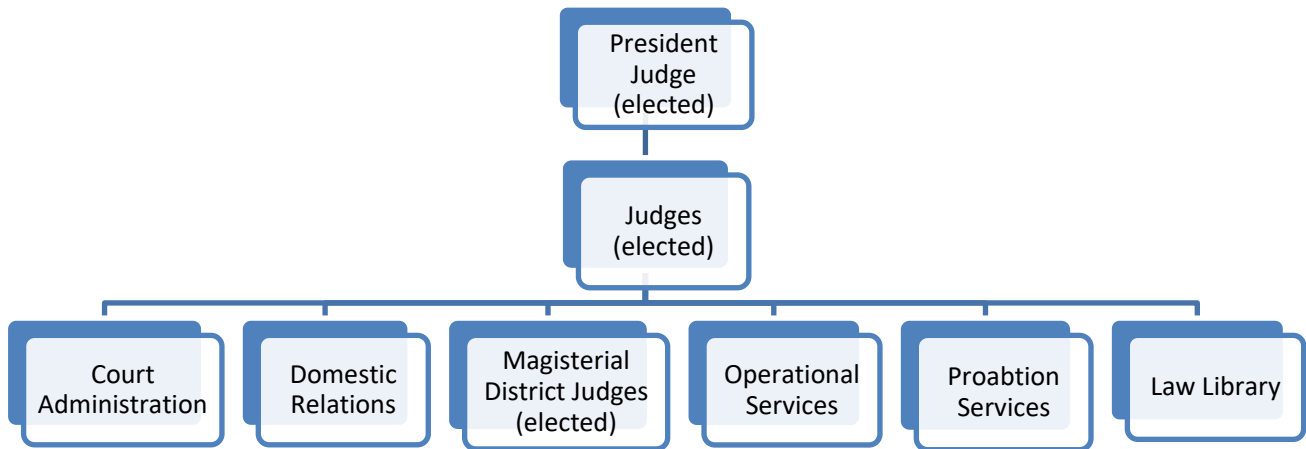 President
Judge
(elected)
Judges
(elected)
Court
Administration
Domestic
Relations
Magisterial
District Judges
(elected)
Operational
Services
Proabtion
Services
Law Library